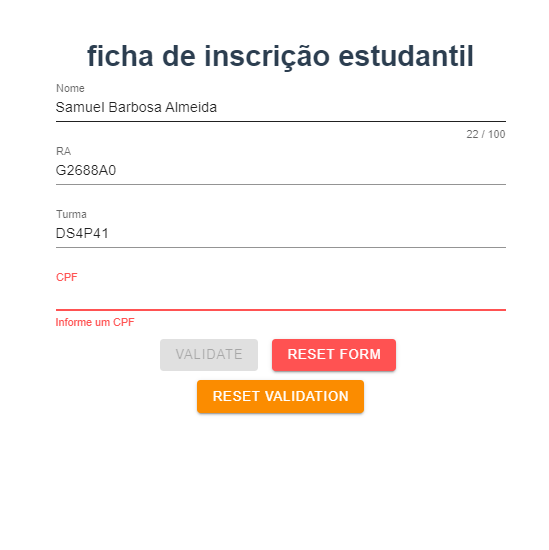 ficha de inscrição estudantil
Nome
Samuel Barbosa Almeida
22 / 100
RA
G2688A0
Turma
DS4P41
CPF
Informe um CPF
VALIDATE RESET FORM
RESET VALIDATION